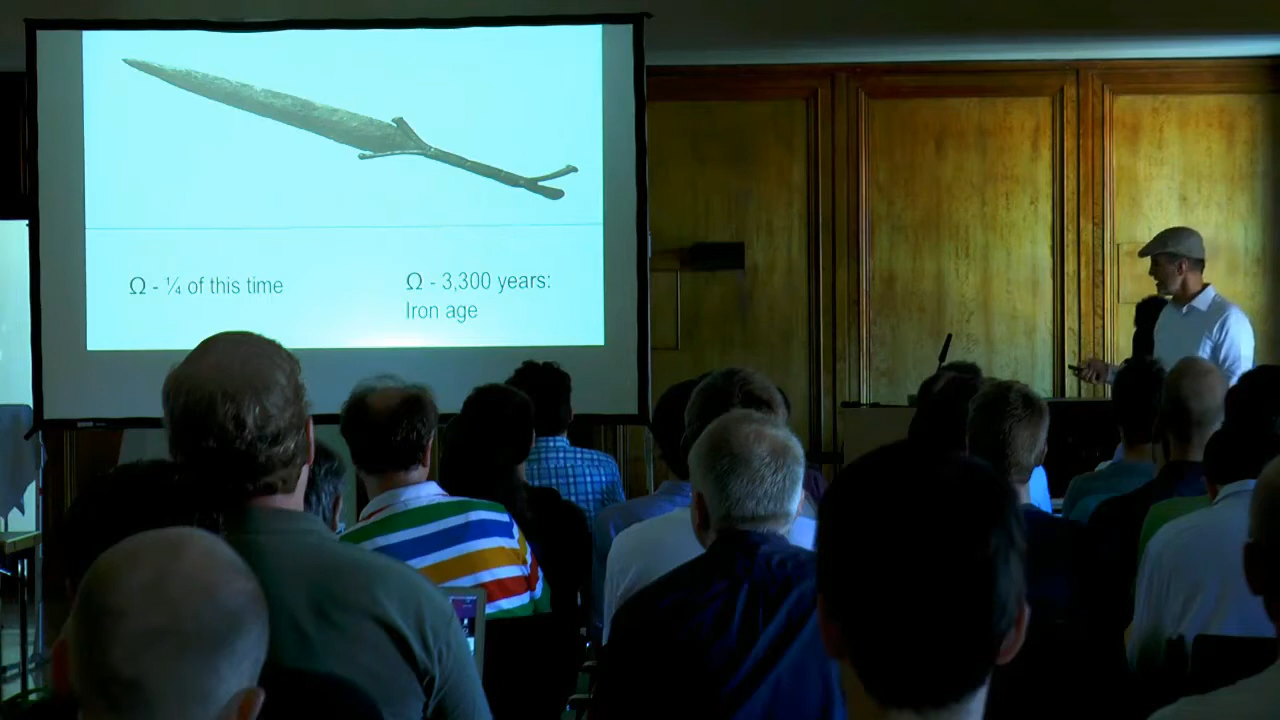 Ω - ¼ of this time
Ω - 3,300 years:
Iron age